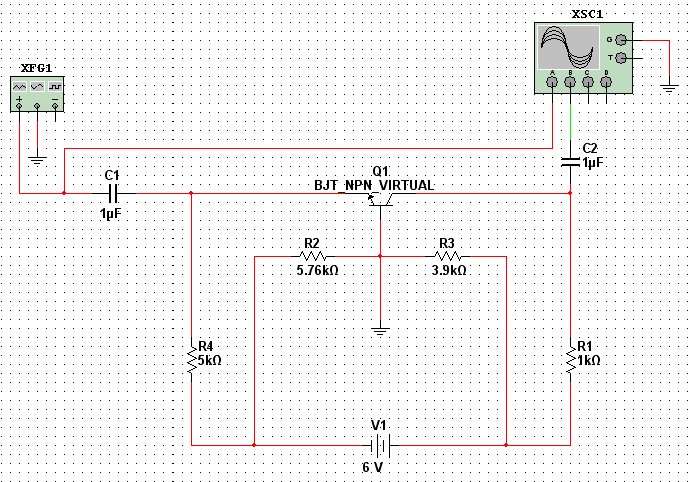 XSC1
G
T
A B C D
XFG1
+ −
C2
1µF
C1
1µF
Q1
BJT_NPN_VIRTUAL
R2
5.76kΩ
R3
3.9kΩ
R4
5kΩ
R1
1kΩ
V1
6 V